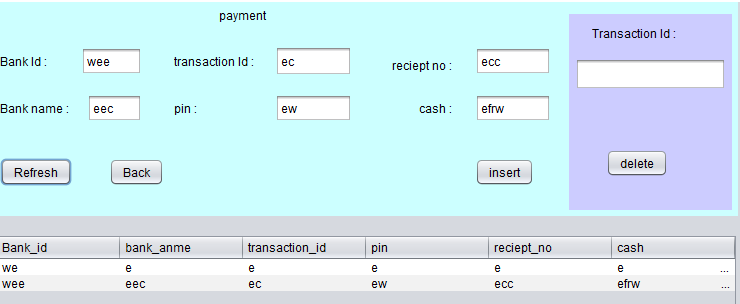 payment
Transaction Id :
Bank Id : wee transaction Id : ec reciept no : ecc
Bank name : eec pin : ew cash : efrw
Refresh Back insert delete
Bank_id bank_anme transaction_id pin reciept_no cash
we e e e e e ...
wee eec ec ew ecc efrw ...